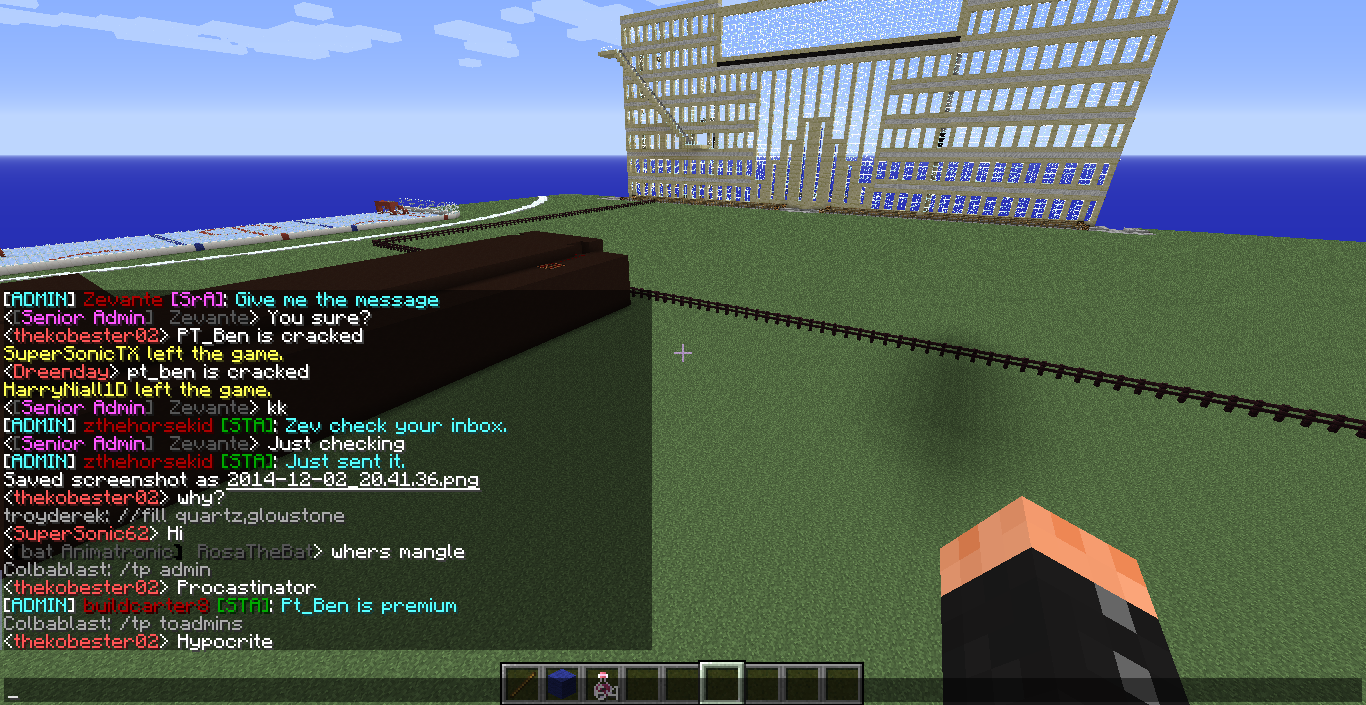 [ADMIN] Zevante [SrA]: Give me the message
<[Senior Admin] Zevante> You sure?
<thekobester02> PT_Ben is cracked
SuperSonicTX left the game.
<Dreenday> pt_ben is cracked
HarryNiall1D left the game.
<[Senior Admin] Zevante> kk
[ADMIN] zthehorsekid [STA]: Zev check your inbox.
<[Senior Admin] Zevante> Just checking
[ADMIN] zthehorsekid [STA]: Just sent it.
Saved screenshot as 2014-12-02_20.41.36.png
<thekobester02> why?
troyderek: //fill quartz,glowstone
<SuperSonic62> Hi
< bat Animatronic] RosaTheBat> whers mangle
Colbablast: /tp admin
<thekobester02> Procastinator
[ADMIN] buildcarter8 [STA]: Pt_Ben is premium
Colbablast: /tp toadmins
<thekobester02> Hypocrite
64
_